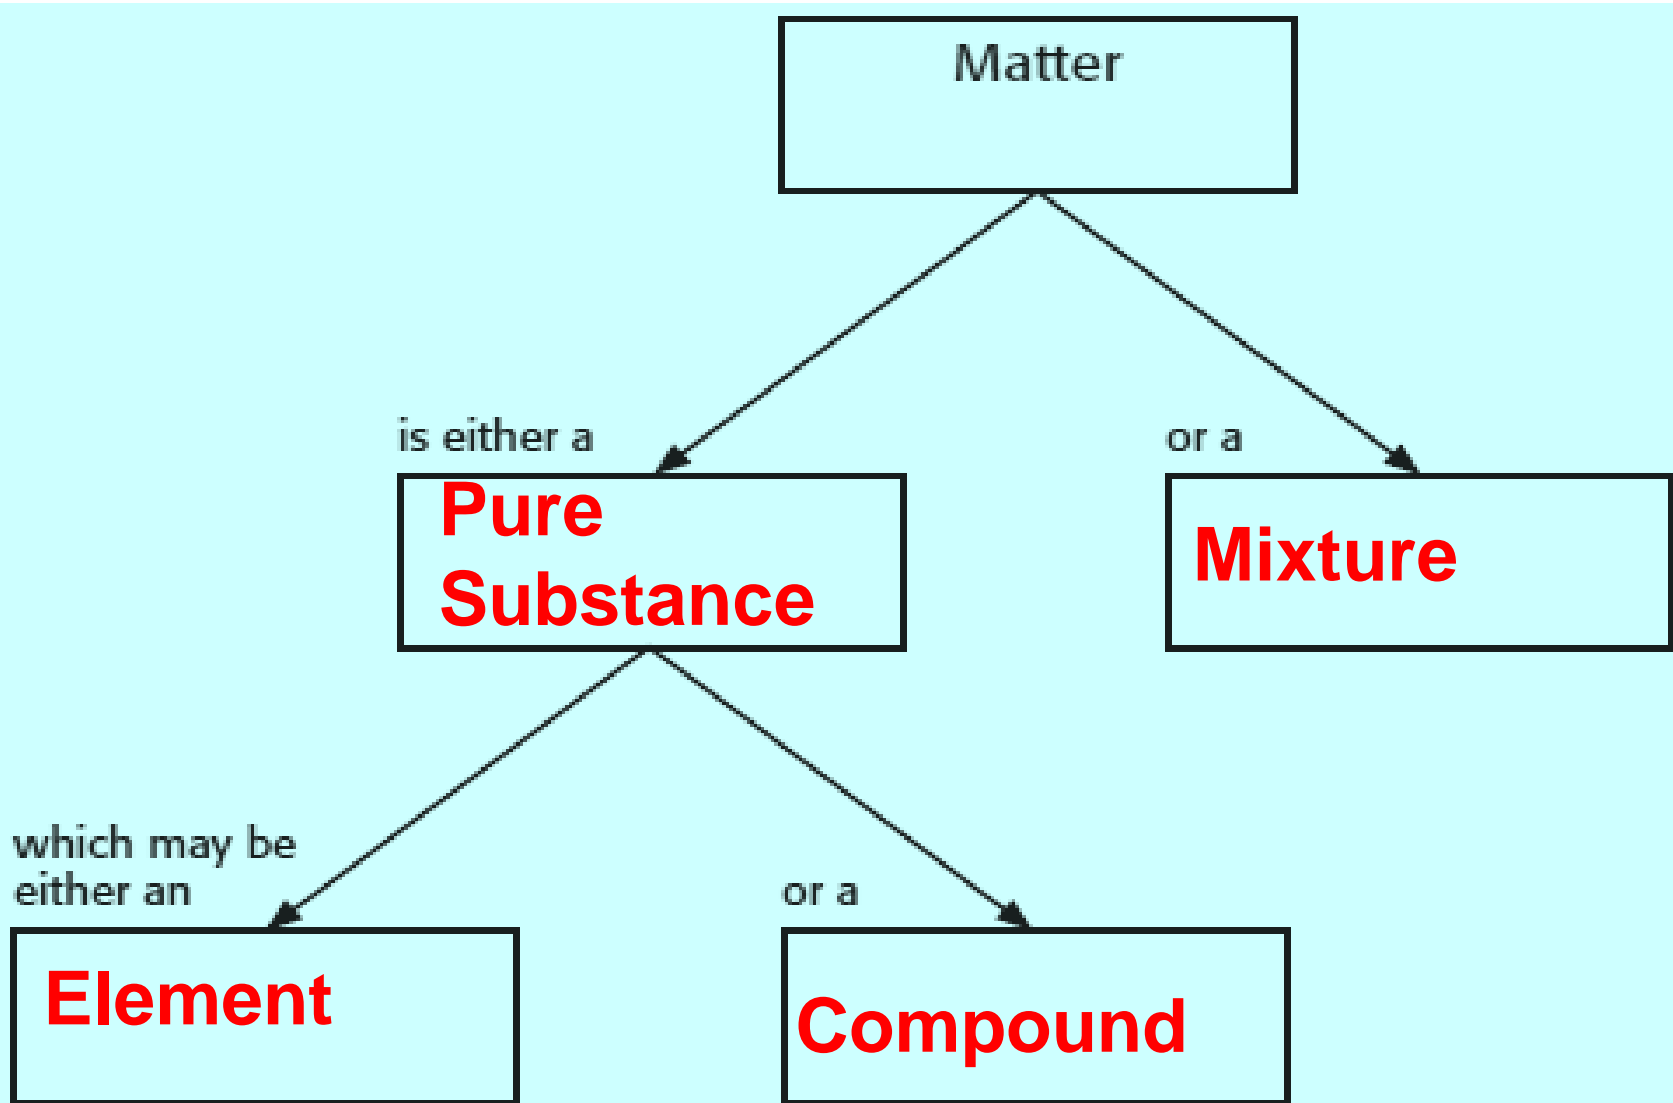 Matter
is either a
or a
Pure
Substance
Mixture
which may be
either an
or a
Element
Compound